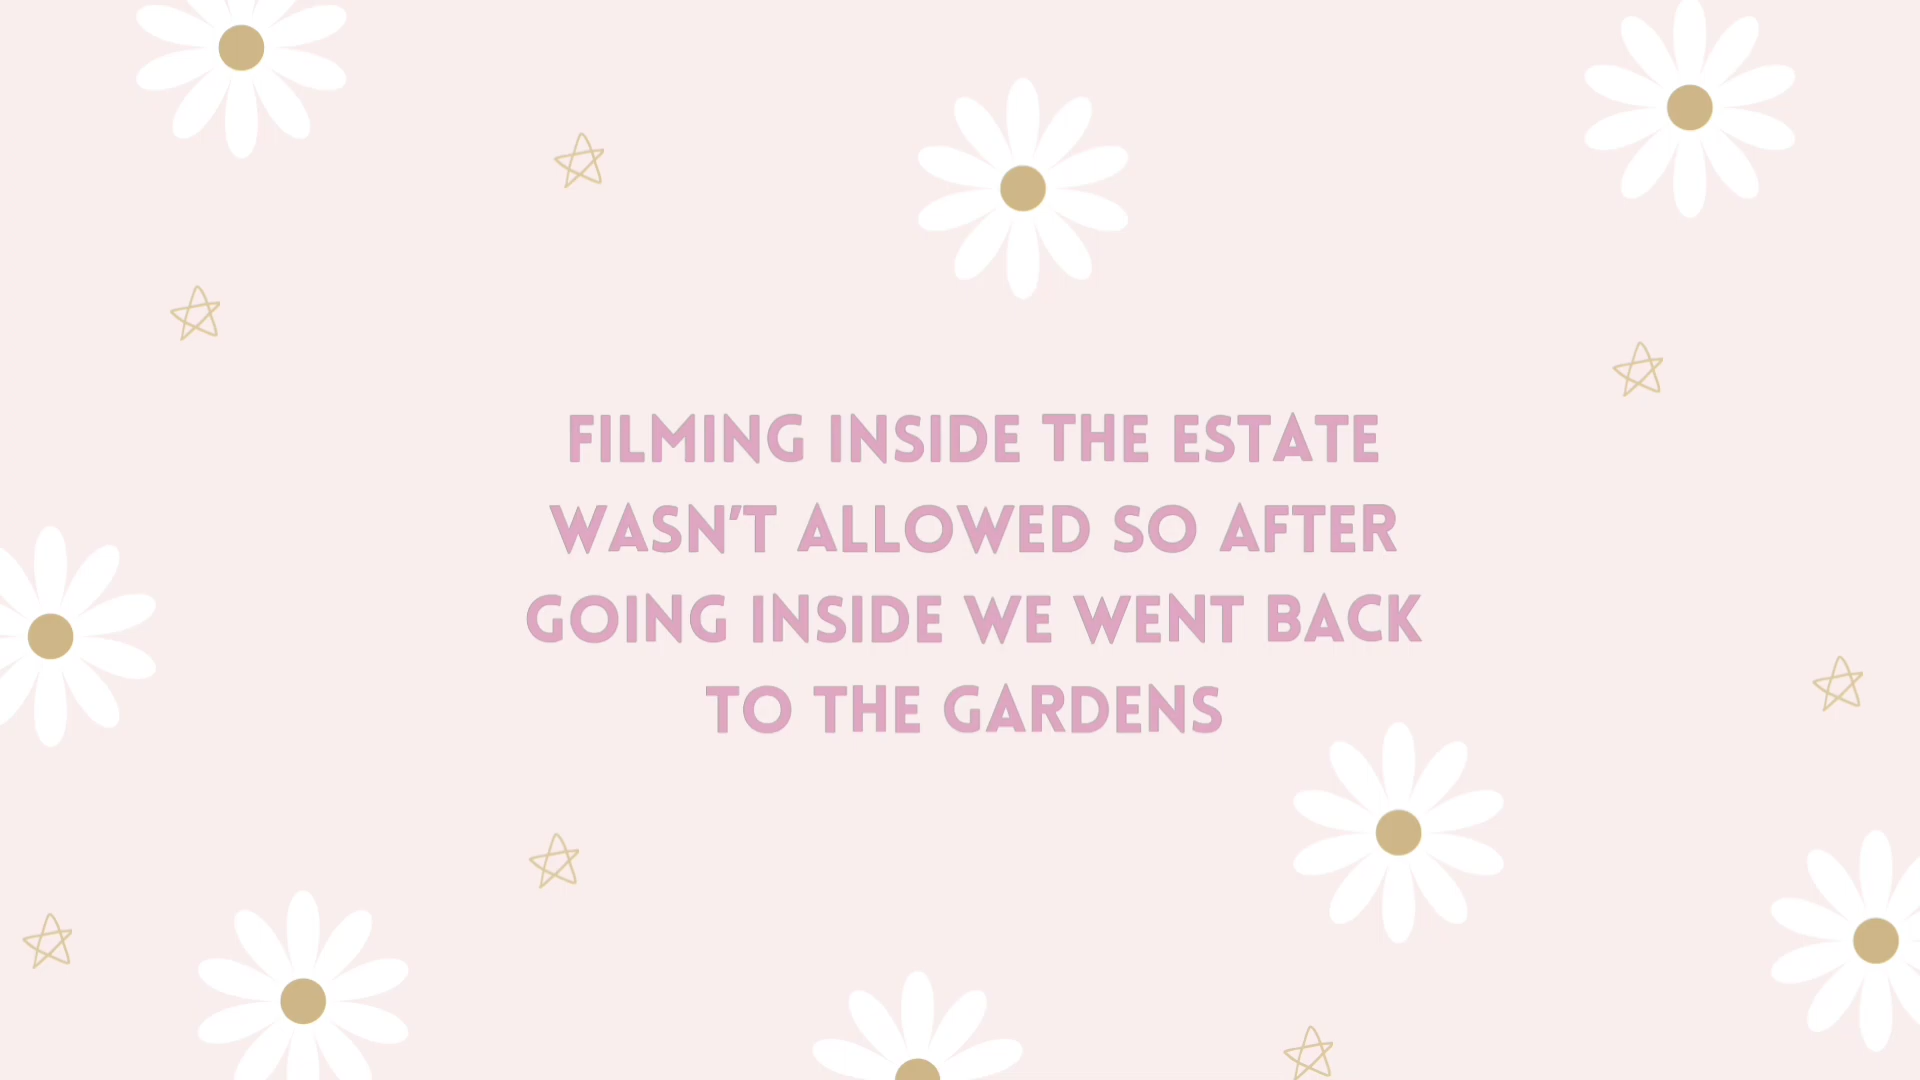 FILMING INSIDE THE ESTATE
WASN'T ALLOWED SO AFTER
GOING INSIDE WE WENT BACK
TO THE GARDENS